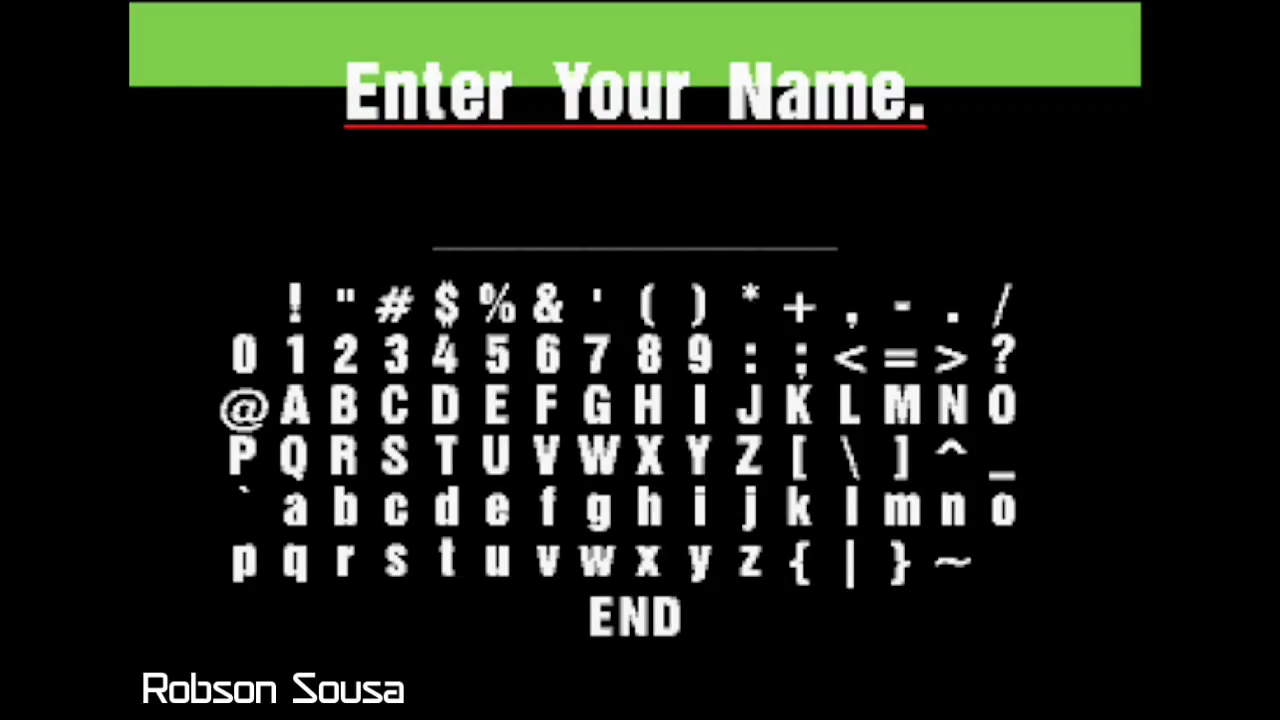 Enter Your Name.
! " # $ % & ' ( ) * + , - . /
0 1 2 3 4 5 6 7 8 9 : ; < = > ?
@ A B C D E F G H I J K L M N O
P Q R S T U V W X Y Z [ \ ] ^ _
` a b c d e f g h i j k l m n o
p q r s t u v w x y z { | } ~
END
Robson Sousa